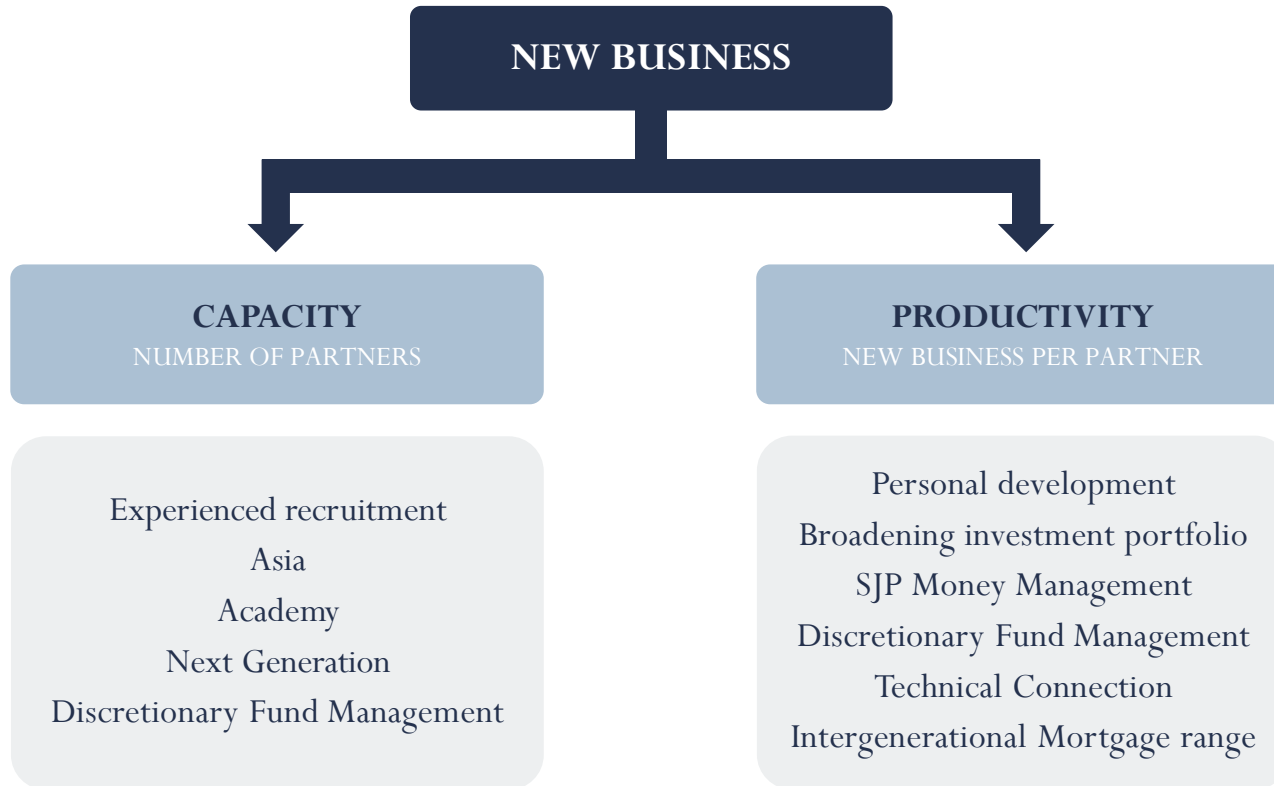 NEW BUSINESS
CAPACITY
NUMBER OF PARTNERS
Experienced recruitment
Asia
Academy
Next Generation
Discretionary Fund Management
PRODUCTIVITY
NEW BUSINESS PER PARTNER
Personal development
Broadening investment portfolio
SJP Money Management
Discretionary Fund Management
Technical Connection
Intergenerational Mortgage range